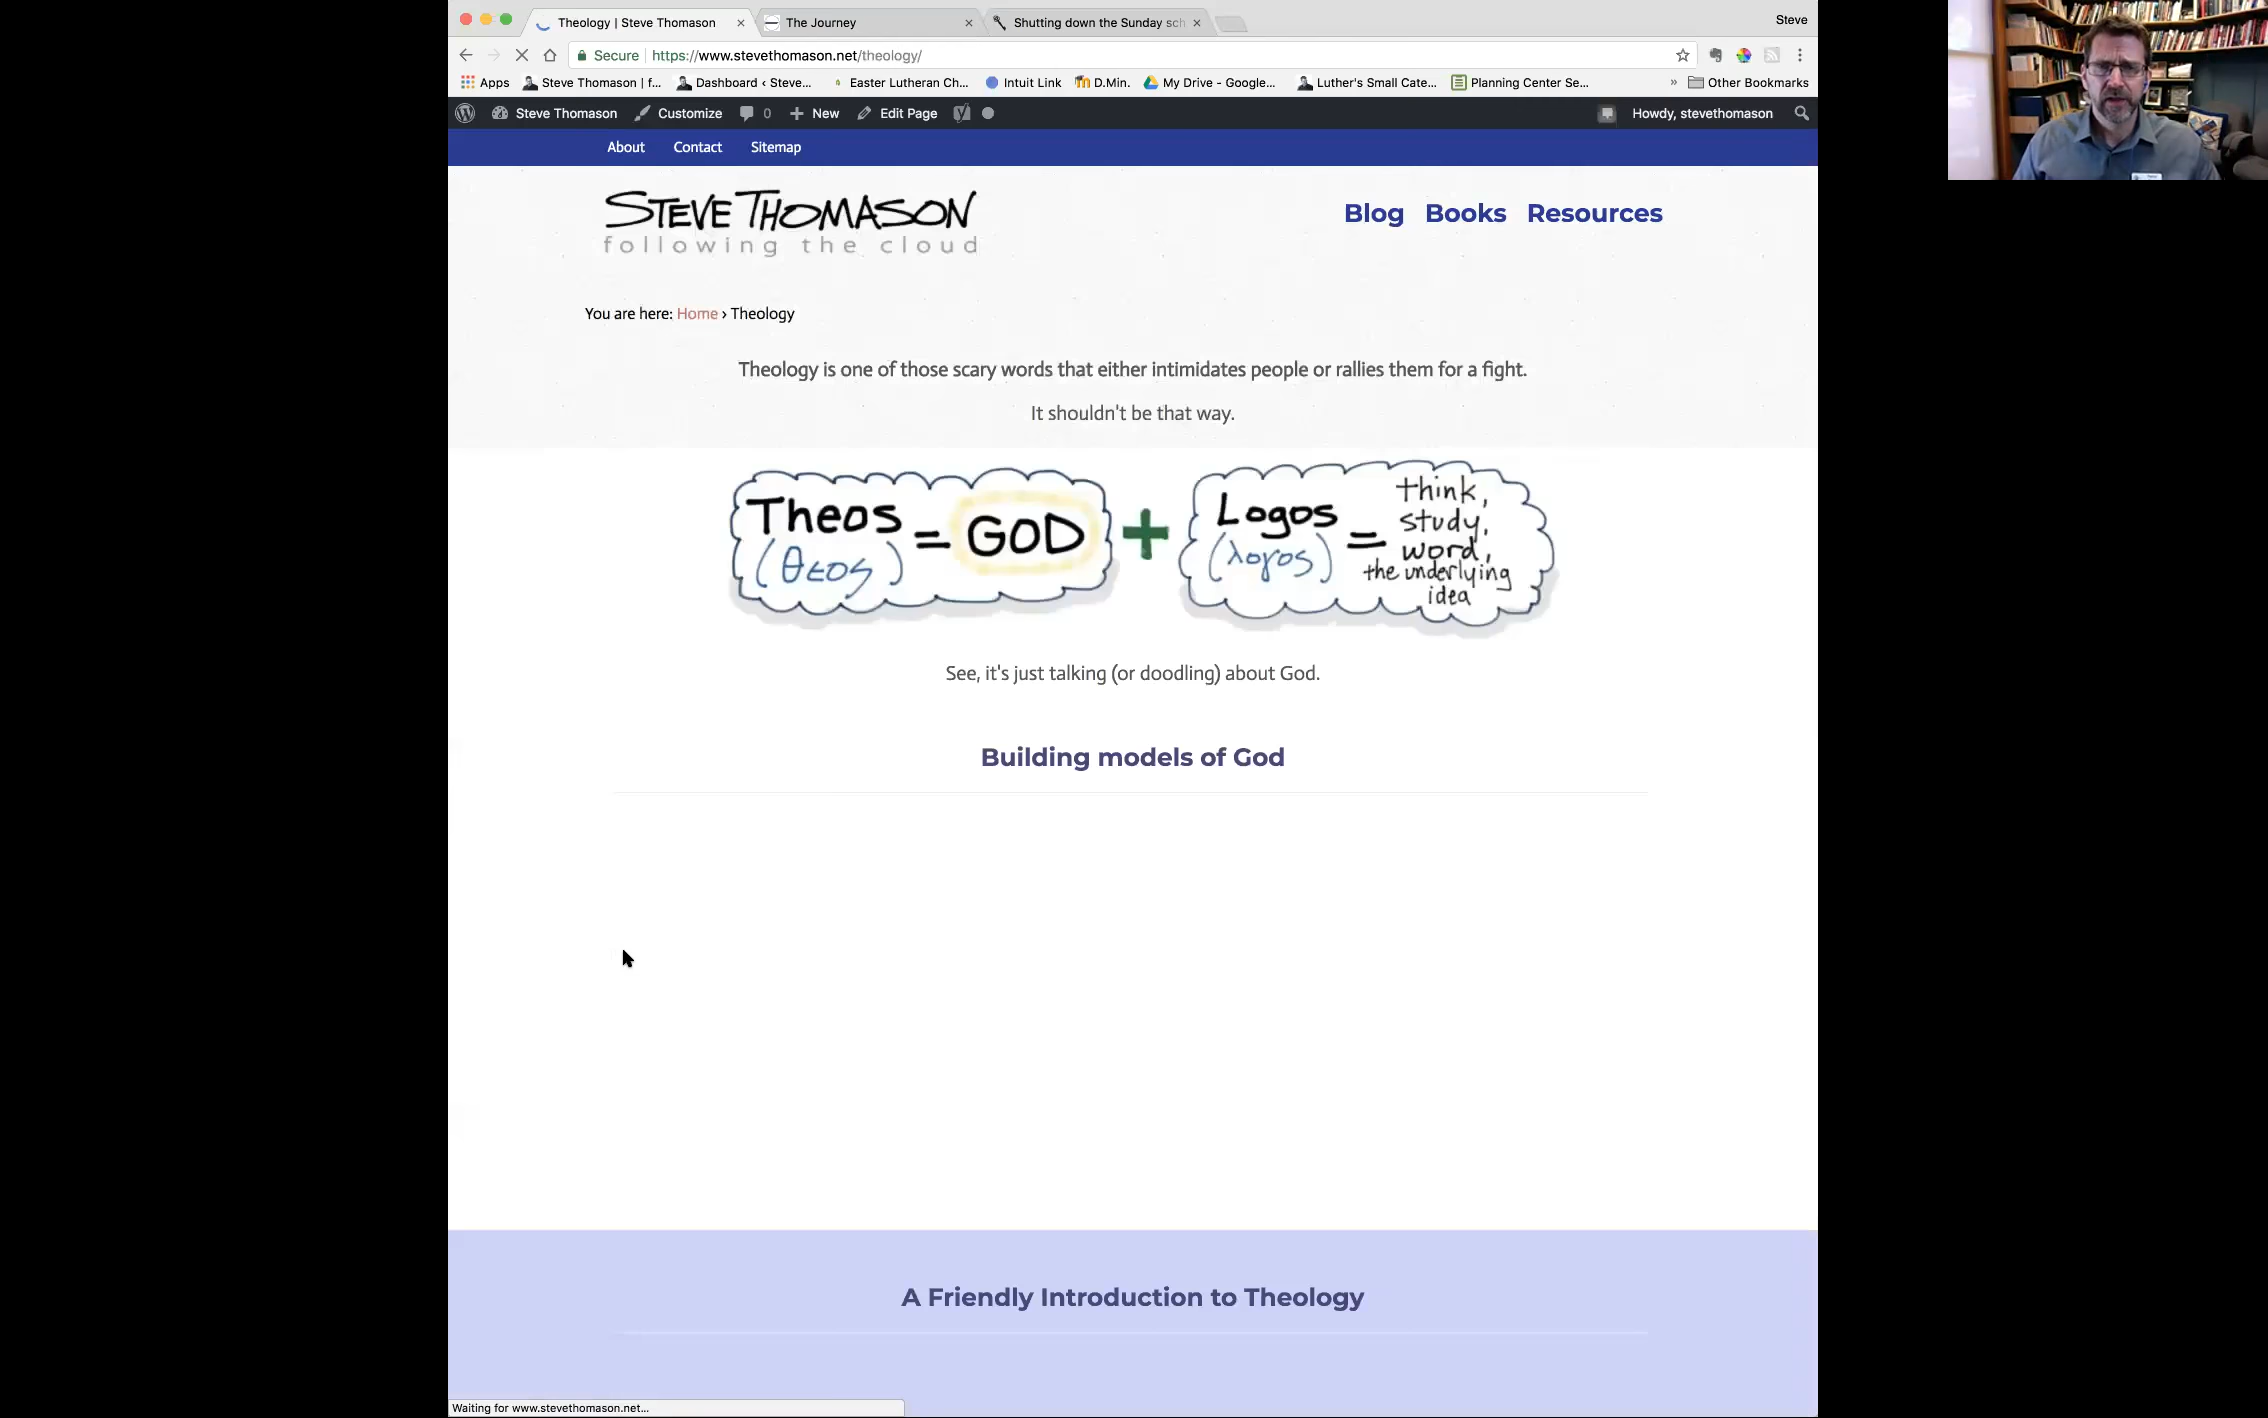 Theology | Steve Thomason
The Journey
Shutting down the Sunday sch
Steve
Secure https://www.stevethomason.net/theology/
Apps Steve Thomason | f... Dashboard ‹ Steve... Easter Lutheran Ch... Intuit Link D.Min. My Drive - Google... Luther's Small Cate... Planning Center Se... » Other Bookmarks
Steve Thomason Customize 0 New Edit Page Howdy, stevethomason
About Contact Sitemap
STEVE THOMASON
following the cloud
Blog Books Resources
You are here: Home › Theology
Theology is one of those scary words that either intimidates people or rallies them for a fight.
It shouldn't be that way.
Theos
(θεος)
= GOD
+
Logos
(λογος)
=
think,
study,
word,
the underlying
idea
See, it's just talking (or doodling) about God.
Building models of God
A Friendly Introduction to Theology
Waiting for www.stevethomason.net...